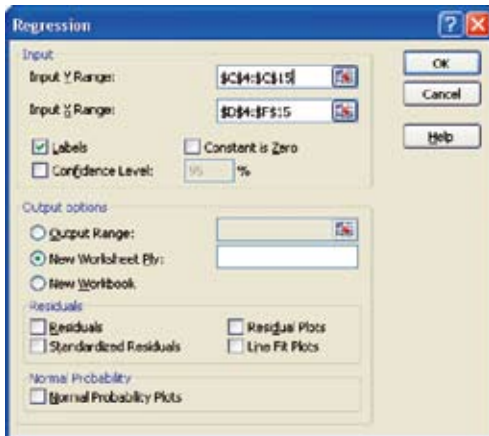 Regression
Input
Input Y Range: $C$4:$C$15
Input X Range: $D$4:$F$15
Labels Constant is Zero
Confidence Level: 95 %
OK
Cancel
Help
Output options
Output Range:
New Worksheet Ply:
New Workbook
Residuals
Residuals Residual Plots
Standardized Residuals Line Fit Plots
Normal Probability
Normal Probability Plots